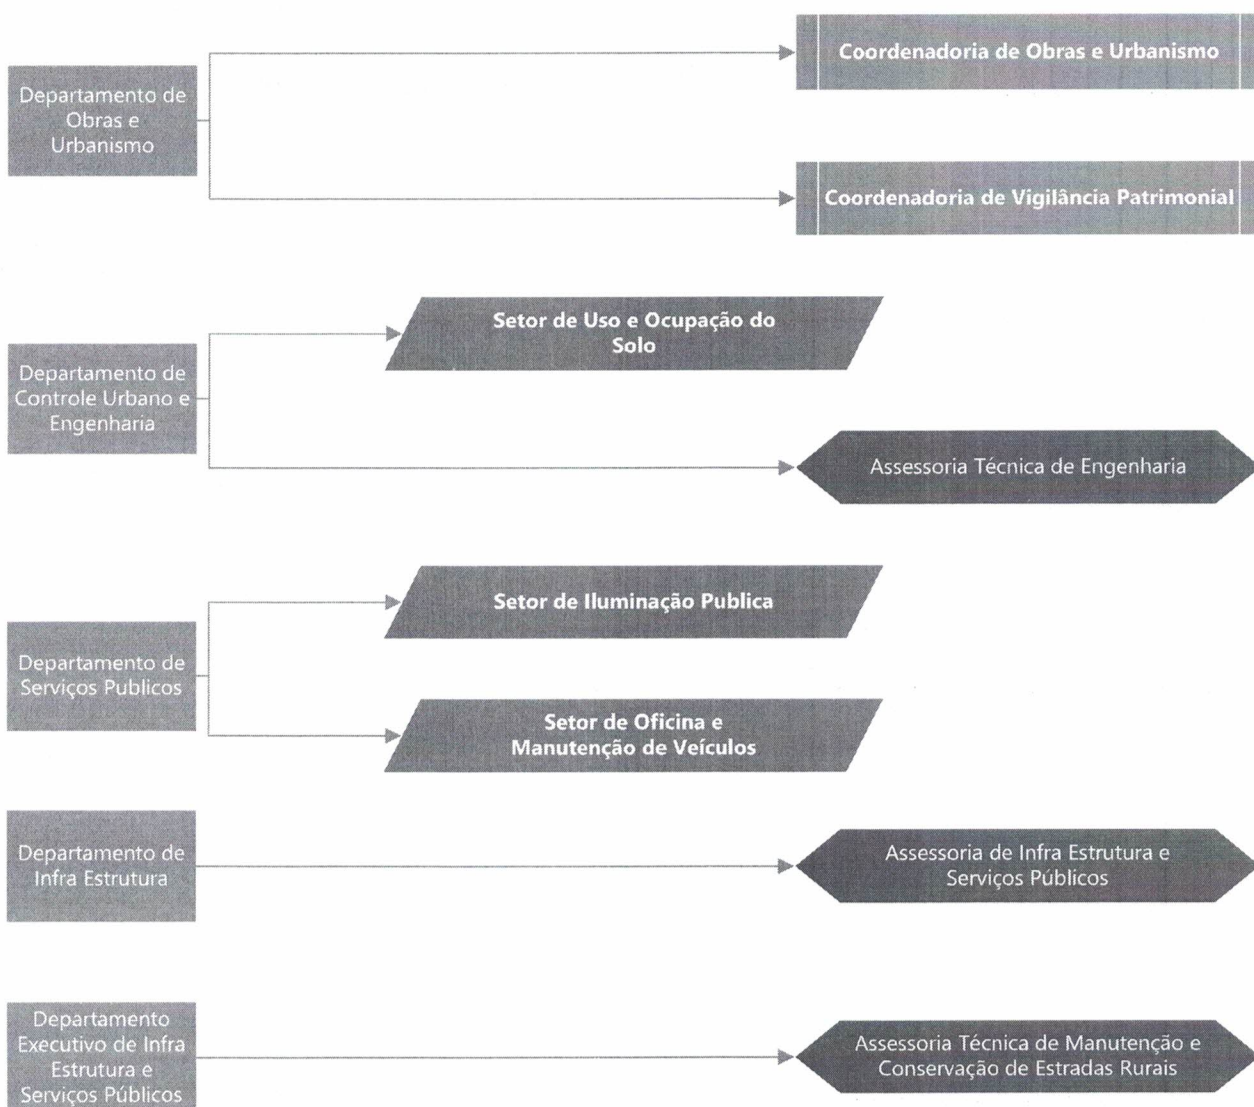 Departamento de
Obras e
Urbanismo
Coordenadoria de Obras e Urbanismo
Coordenadoria de Vigilância Patrimonial
Departamento de
Controle Urbano e
Engenharia
Setor de Uso e Ocupação do
Solo
Assessoria Técnica de Engenharia
Departamento de
Serviços Publicos
Setor de Iluminação Publica
Setor de Oficina e
Manutenção de Veículos
Departamento de
Infra Estrutura
Assessoria de Infra Estrutura e
Serviços Públicos
Departamento
Executivo de Infra
Estrutura e
Serviços Públicos
Assessoria Técnica de Manutenção e
Conservação de Estradas Rurais